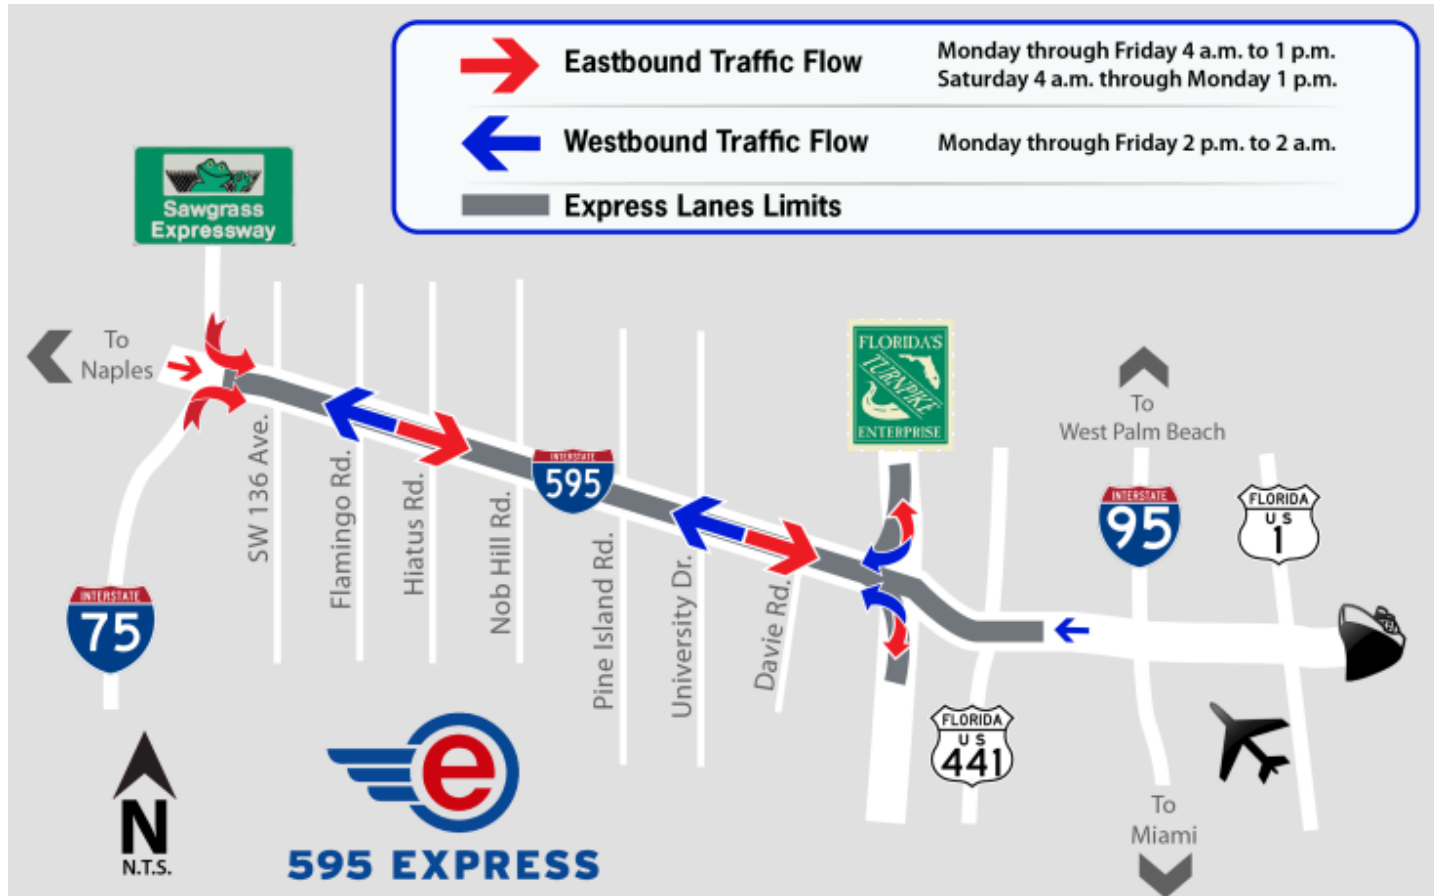 Eastbound Traffic Flow
Monday through Friday 4 a.m. to 1 p.m.
Saturday 4 a.m. through Monday 1 p.m.
Westbound Traffic Flow
Monday through Friday 2 p.m. to 2 a.m.
Express Lanes Limits
Sawgrass
Expressway
To
Naples
FLORIDA'S
TURNPIKE
ENTERPRISE
To
West Palm Beach
SW 136 Ave.
Flamingo Rd.
Hiatus Rd.
Nob Hill Rd.
INTERSTATE
595
Pine Island Rd.
University Dr.
Davie Rd.
INTERSTATE
95
FLORIDA
US
1
INTERSTATE
75
FLORIDA
US
441
To
Miami
N
N.T.S.
e
595 EXPRESS